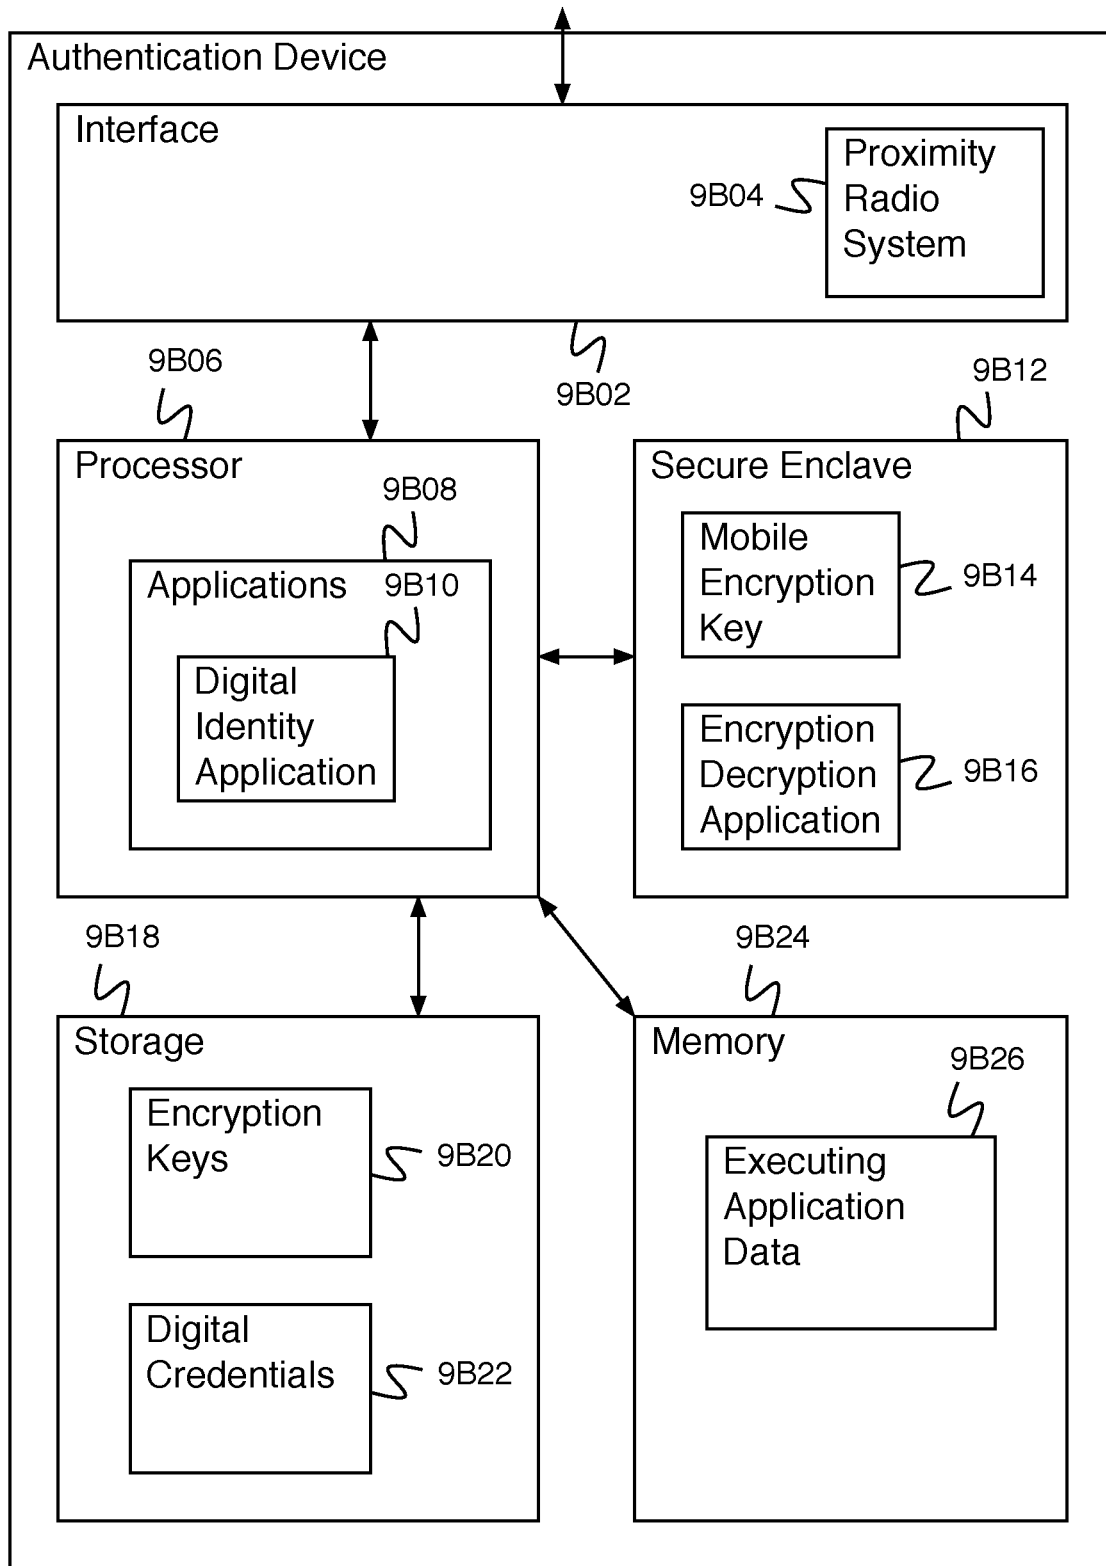 Authentication Device
Interface
Proximity
Radio
System
9B04
9B02
9B06
Processor
9B08
Applications
9B10
Digital
Identity
Application
9B12
Secure Enclave
Mobile
Encryption
Key
9B14
Encryption
Decryption
Application
9B16
9B18
Storage
Encryption
Keys
9B20
Digital
Credentials
9B22
9B24
Memory
9B26
Executing
Application
Data